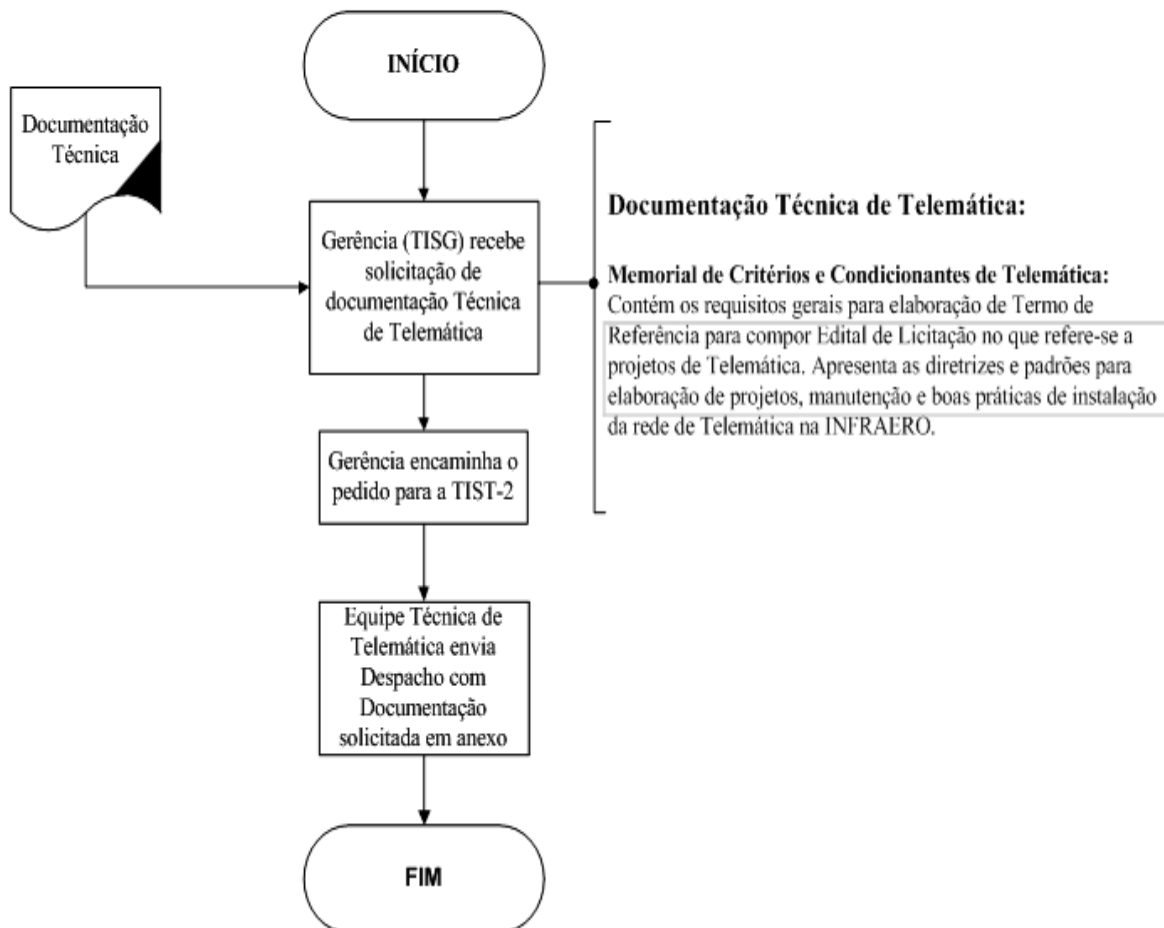 INÍCIO
Documentação
Técnica
Gerência (TISG) recebe
solicitação de
documentação Técnica
de Telemática
Documentação Técnica de Telemática:
Memorial de Critérios e Condicionantes de Telemática:
Contém os requisitos gerais para elaboração de Termo de
Referência para compor Edital de Licitação no que refere-se a
projetos de Telemática. Apresenta as diretrizes e padrões para
elaboração de projetos, manutenção e boas práticas de instalação
da rede de Telemática na INFRAERO.
Gerência encaminha o
pedido para a TIST-2
Equipe Técnica de
Telemática envia
Despacho com
Documentação
solicitada em anexo
FIM